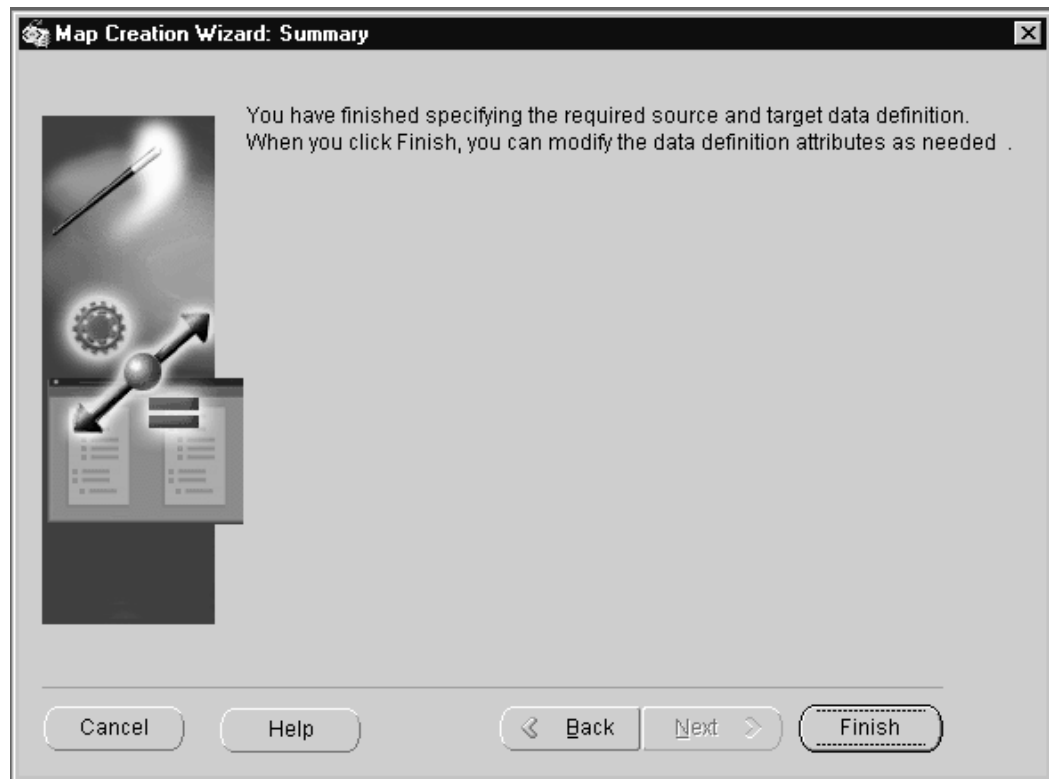 Map Creation Wizard: Summary
You have finished specifying the required source and target data definition.
When you click Finish, you can modify the data definition attributes as needed .
Cancel
Help
Back
Next
Finish